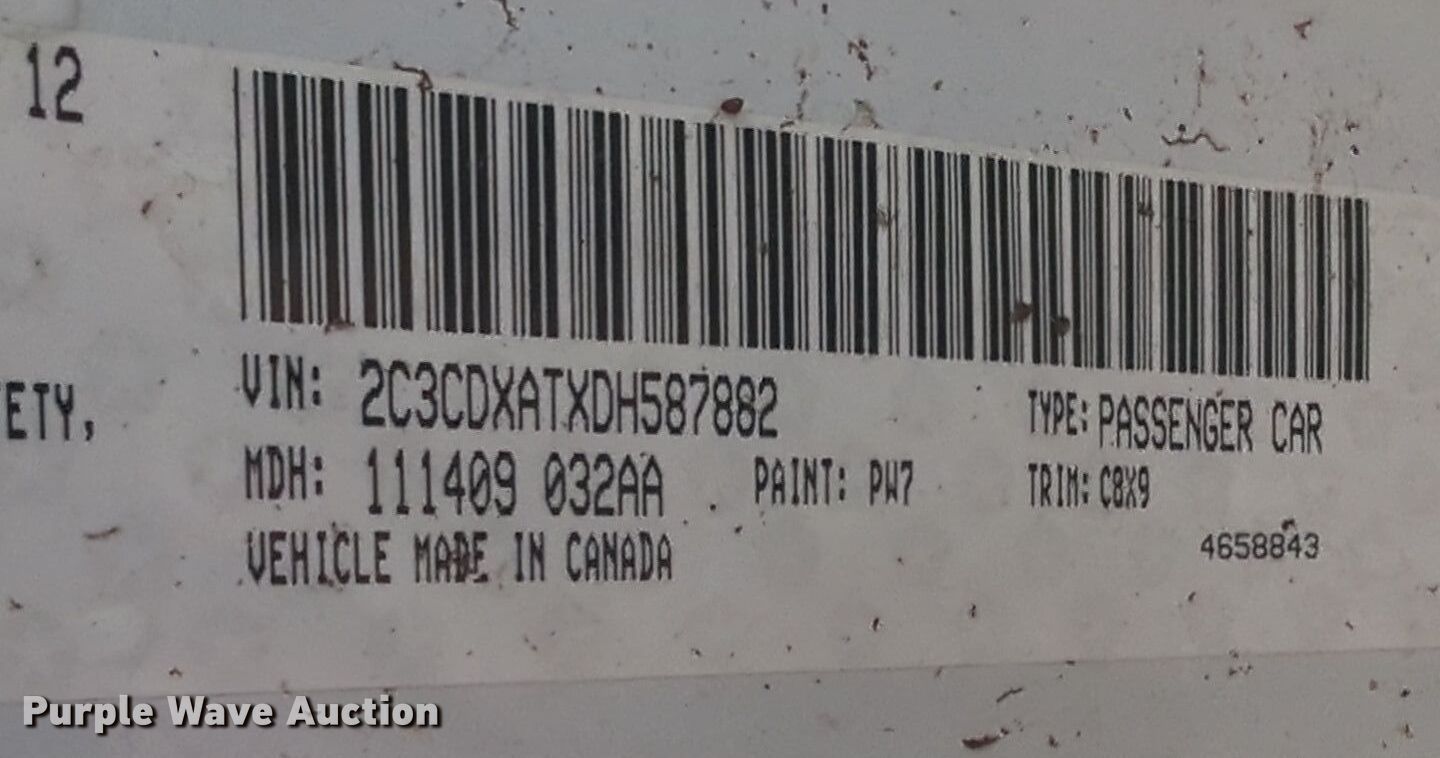 12
ETY,
VIN: 2C3CDXATXDH587882
TYPE: PASSENGER CAR
MDH: 111409 032AA
PAINT: PW7
TRIM: C8X9
VEHICLE MADE IN CANADA
4658843
Purple Wave Auction